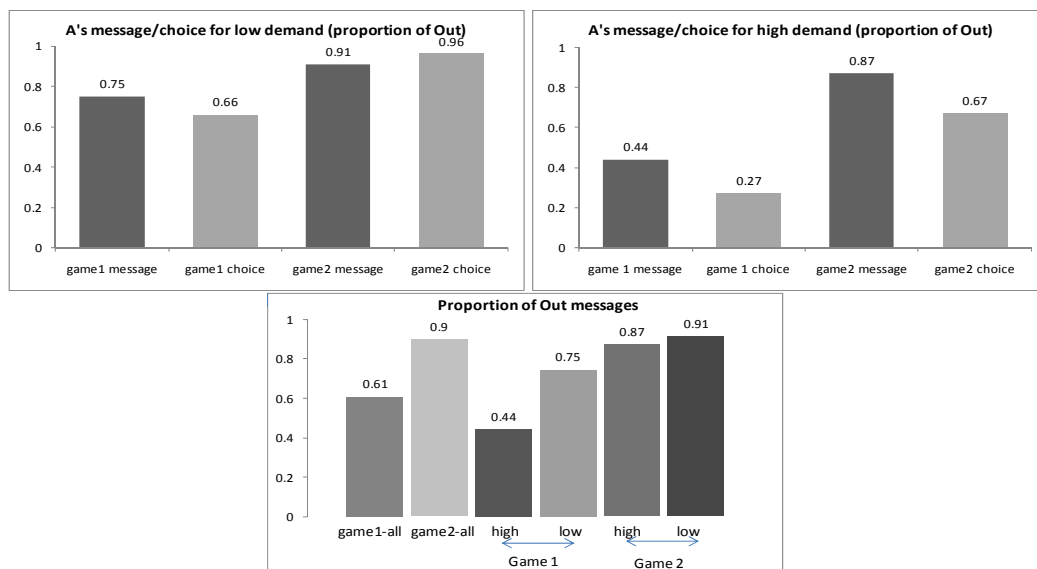 A's message/choice for low demand (proportion of Out)
1
0.8
0.6
0.4
0.2
0
0.75
0.66
0.91
0.96
game1 message
game1 choice
game2 message
game2 choice
A's message/choice for high demand (proportion of Out)
1
0.8
0.6
0.4
0.2
0
0.44
0.27
0.87
0.67
game 1 message
game 1 choice
game2 message
game2 choice
Proportion of Out messages
1
0.8
0.6
0.4
0.2
0
0.61
0.9
0.44
0.75
0.87
0.91
game1-all
game2-all
high
low
high
low
Game 1
Game 2